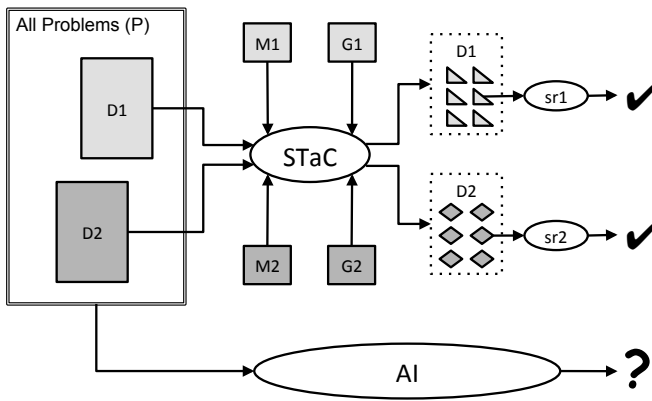 All Problems (P)
M1
G1
D1
D1
sr1
✔
STaC
D2
D2
sr2
✔
M2
G2
AI
?